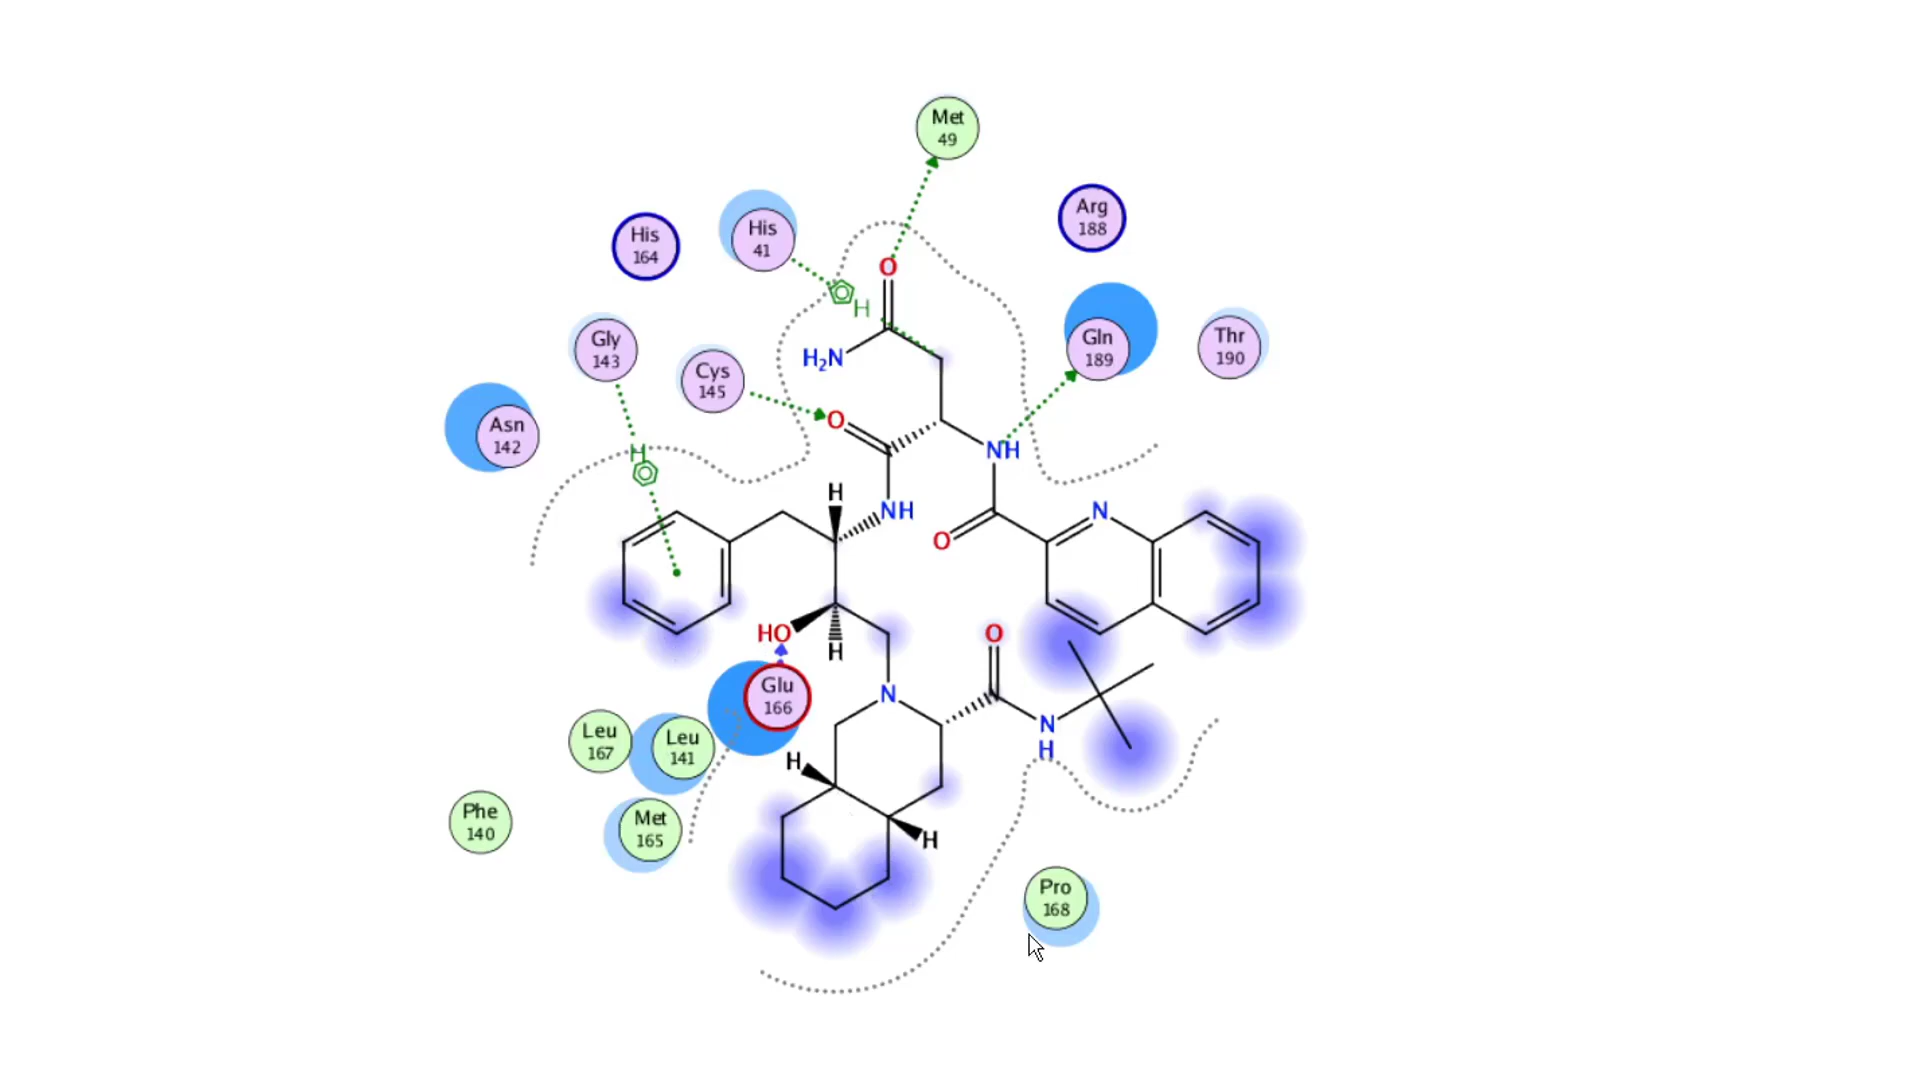 Met
49
Arg
188
His
41
His
164
O
H
Gly
143
Gln
189
Thr
190
H₂N
Cys
145
O
Asn
142
NH
H
H
NH
N
O
HO
O
H
Glu
166
N
Leu
167
Leu
141
N
H
H
Phe
140
Met
165
H
Pro
168